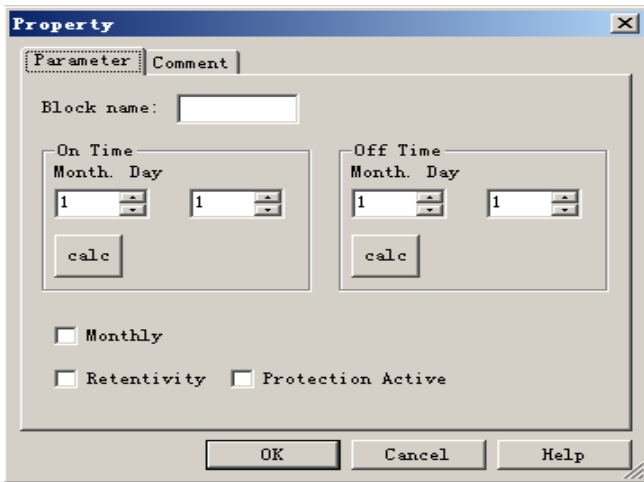 Property
Parameter Comment
Block name:
On Time Off Time
Month. Day Month. Day
1 1 1 1
calc calc
Monthly
Retentivity Protection Active
OK Cancel Help